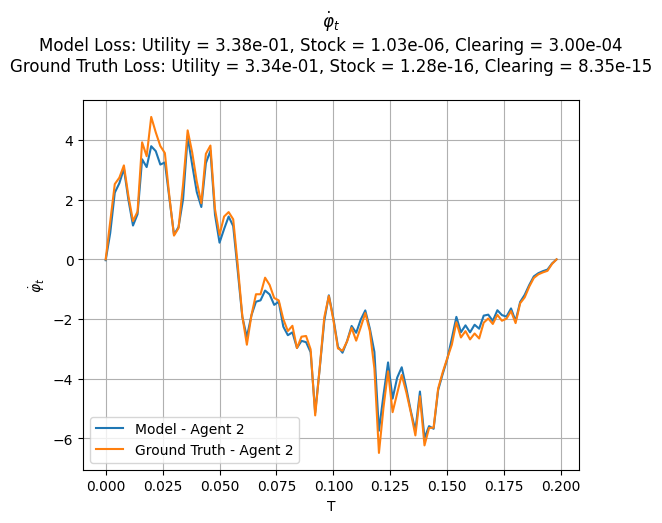 φ̇ₜ
Model Loss: Utility = 3.38e-01, Stock = 1.03e-06, Clearing = 3.00e-04
Ground Truth Loss: Utility = 3.34e-01, Stock = 1.28e-16, Clearing = 8.35e-15
4
2
0
−2
−4
−6
φ̇ₜ
Model - Agent 2
Ground Truth - Agent 2
0.000 0.025 0.050 0.075 0.100 0.125 0.150 0.175 0.200
T